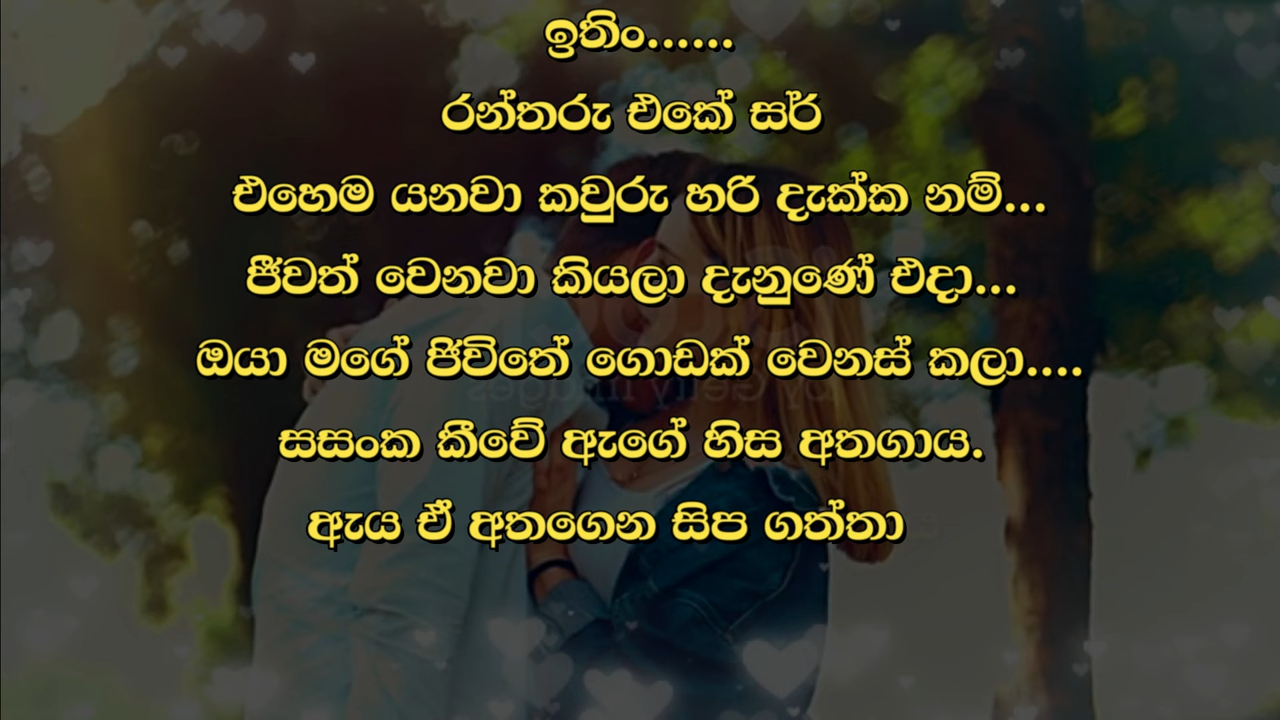 ඉතිං......
රන්තරු එකේ සර්
එහෙම යනවා කවුරු හරි දැක්ක නම්...
ජීවත් වෙනවා කියලා දැනුණේ එදා...
ඔයා මගේ ජිවිතේ ගොඩක් වෙනස් කලා....
සසංක කීවේ ඇගේ හිස අතගාය.
ඇය ඒ අතගෙන සිප ගත්තා